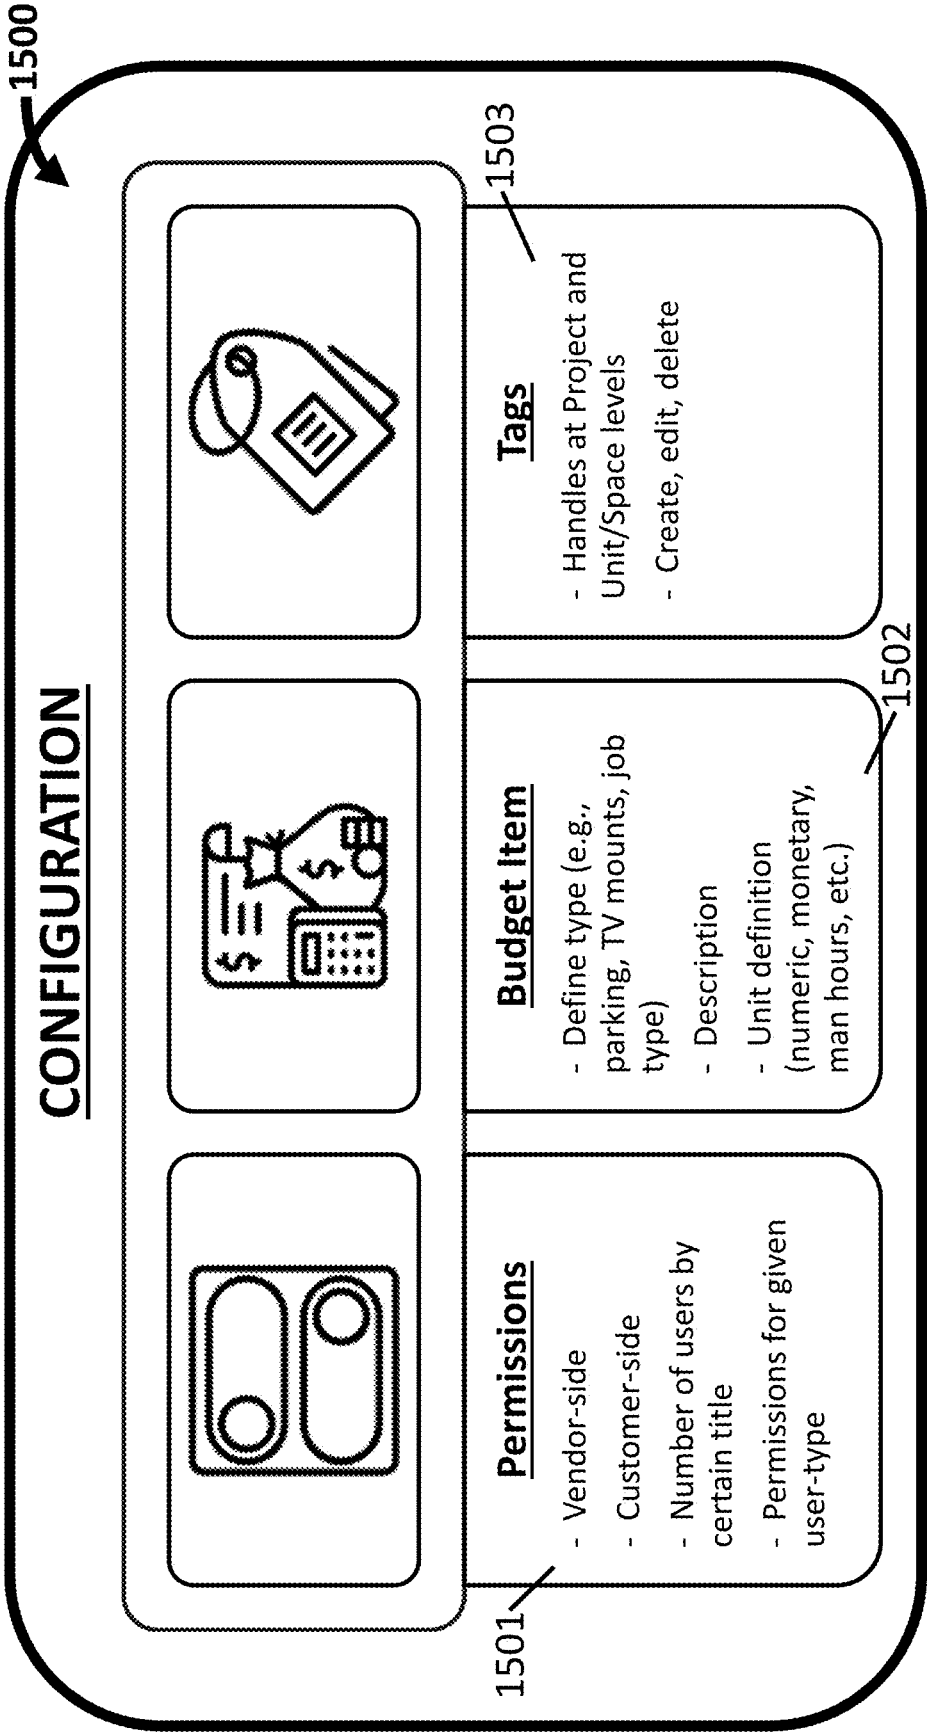 1500
CONFIGURATION
1501
Permissions
- Vendor-side
- Customer-side
- Number of users by
certain title
- Permissions for given
user-type
Budget Item
- Define type (e.g.,
parking, TV mounts, job
type)
- Description
- Unit definition
(numeric, monetary,
man hours, etc.)
1502
Tags
- Handles at Project and
Unit/Space levels
- Create, edit, delete
1503
$
$